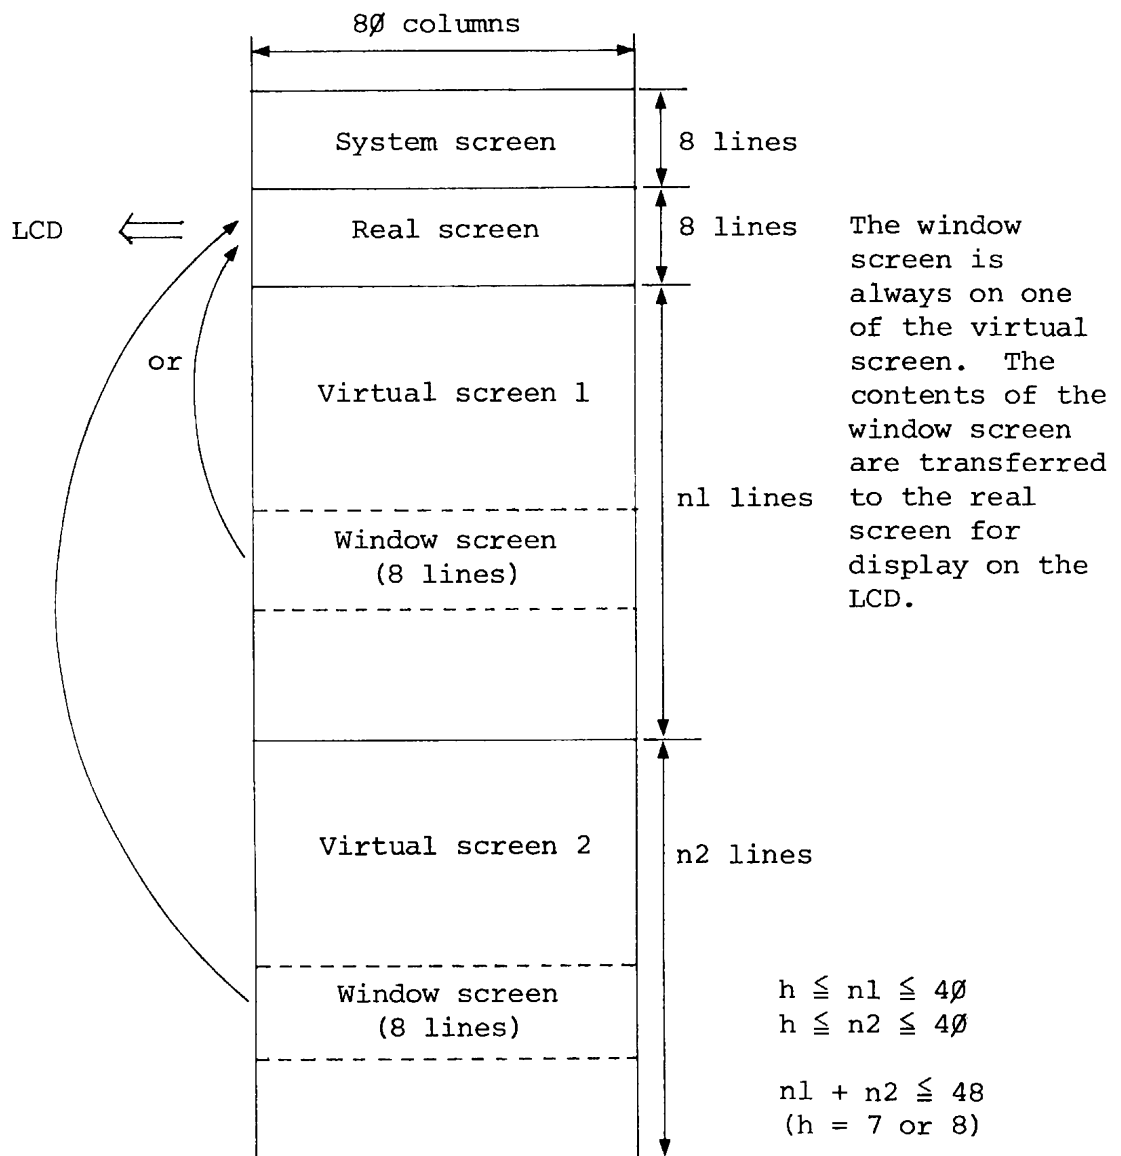 8Ø columns
System screen
8 lines
LCD
Real screen
8 lines
The window
screen is
always on one
of the virtual
screen. The
contents of the
window screen
are transferred
to the real
screen for
display on the
LCD.
or
Virtual screen 1
n1 lines
Window screen
(8 lines)
Virtual screen 2
n2 lines
Window screen
(8 lines)
h ≦ n1 ≦ 4Ø
h ≦ n2 ≦ 4Ø
n1 + n2 ≦ 48
(h = 7 or 8)